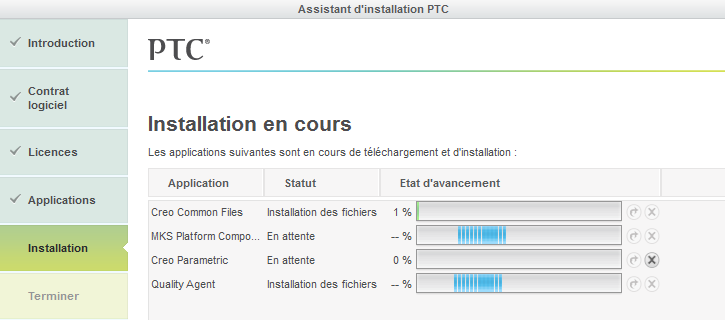 Assistant d'installation PTC
Introduction
Contrat
logiciel
Licences
Applications
Installation
Terminer
PTC®
Installation en cours
Les applications suivantes sont en cours de téléchargement et d'installation :
Application Statut Etat d'avancement
Creo Common Files Installation des fichiers 1 %
MKS Platform Compo... En attente -- %
Creo Parametric En attente 0 %
Quality Agent Installation des fichiers -- %